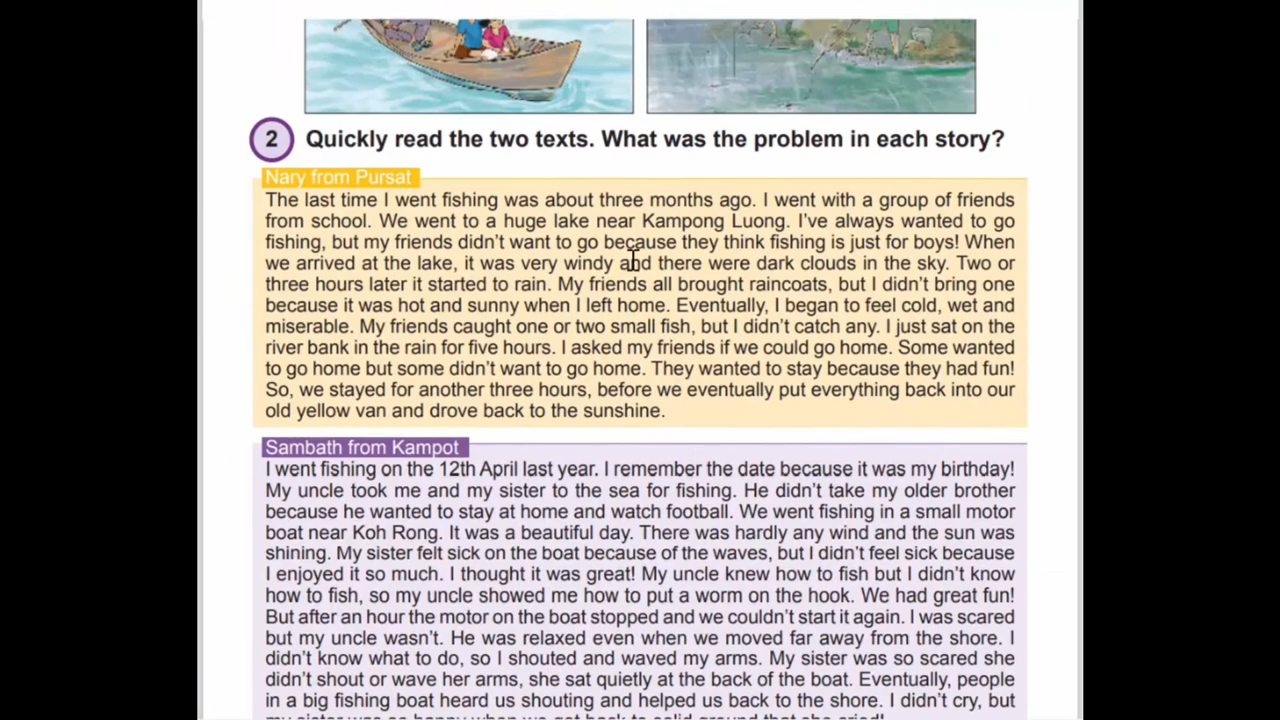 2 Quickly read the two texts. What was the problem in each story?
Nary from Pursat
The last time I went fishing was about three months ago. I went with a group of friends
from school. We went to a huge lake near Kampong Luong. I've always wanted to go
fishing, but my friends didn't want to go because they think fishing is just for boys! When
we arrived at the lake, it was very windy and there were dark clouds in the sky. Two or
three hours later it started to rain. My friends all brought raincoats, but I didn't bring one
because it was hot and sunny when I left home. Eventually, I began to feel cold, wet and
miserable. My friends caught one or two small fish, but I didn't catch any. I just sat on the
river bank in the rain for five hours. I asked my friends if we could go home. Some wanted
to go home but some didn't want to go home. They wanted to stay because they had fun!
So, we stayed for another three hours, before we eventually put everything back into our
old yellow van and drove back to the sunshine.
Sambath from Kampot
I went fishing on the 12th April last year. I remember the date because it was my birthday!
My uncle took me and my sister to the sea for fishing. He didn't take my older brother
because he wanted to stay at home and watch football. We went fishing in a small motor
boat near Koh Rong. It was a beautiful day. There was hardly any wind and the sun was
shining. My sister felt sick on the boat because of the waves, but I didn't feel sick because
I enjoyed it so much. I thought it was great! My uncle knew how to fish but I didn't know
how to fish, so my uncle showed me how to put a worm on the hook. We had great fun!
But after an hour the motor on the boat stopped and we couldn't start it again. I was scared
but my uncle wasn't. He was relaxed even when we moved far away from the shore. I
didn't know what to do, so I shouted and waved my arms. My sister was so scared she
didn't shout or wave her arms, she sat quietly at the back of the boat. Eventually, people
in a big fishing boat heard us shouting and helped us back to the shore. I didn't cry, but
my sister was so happy when we got back to solid ground that she cried!